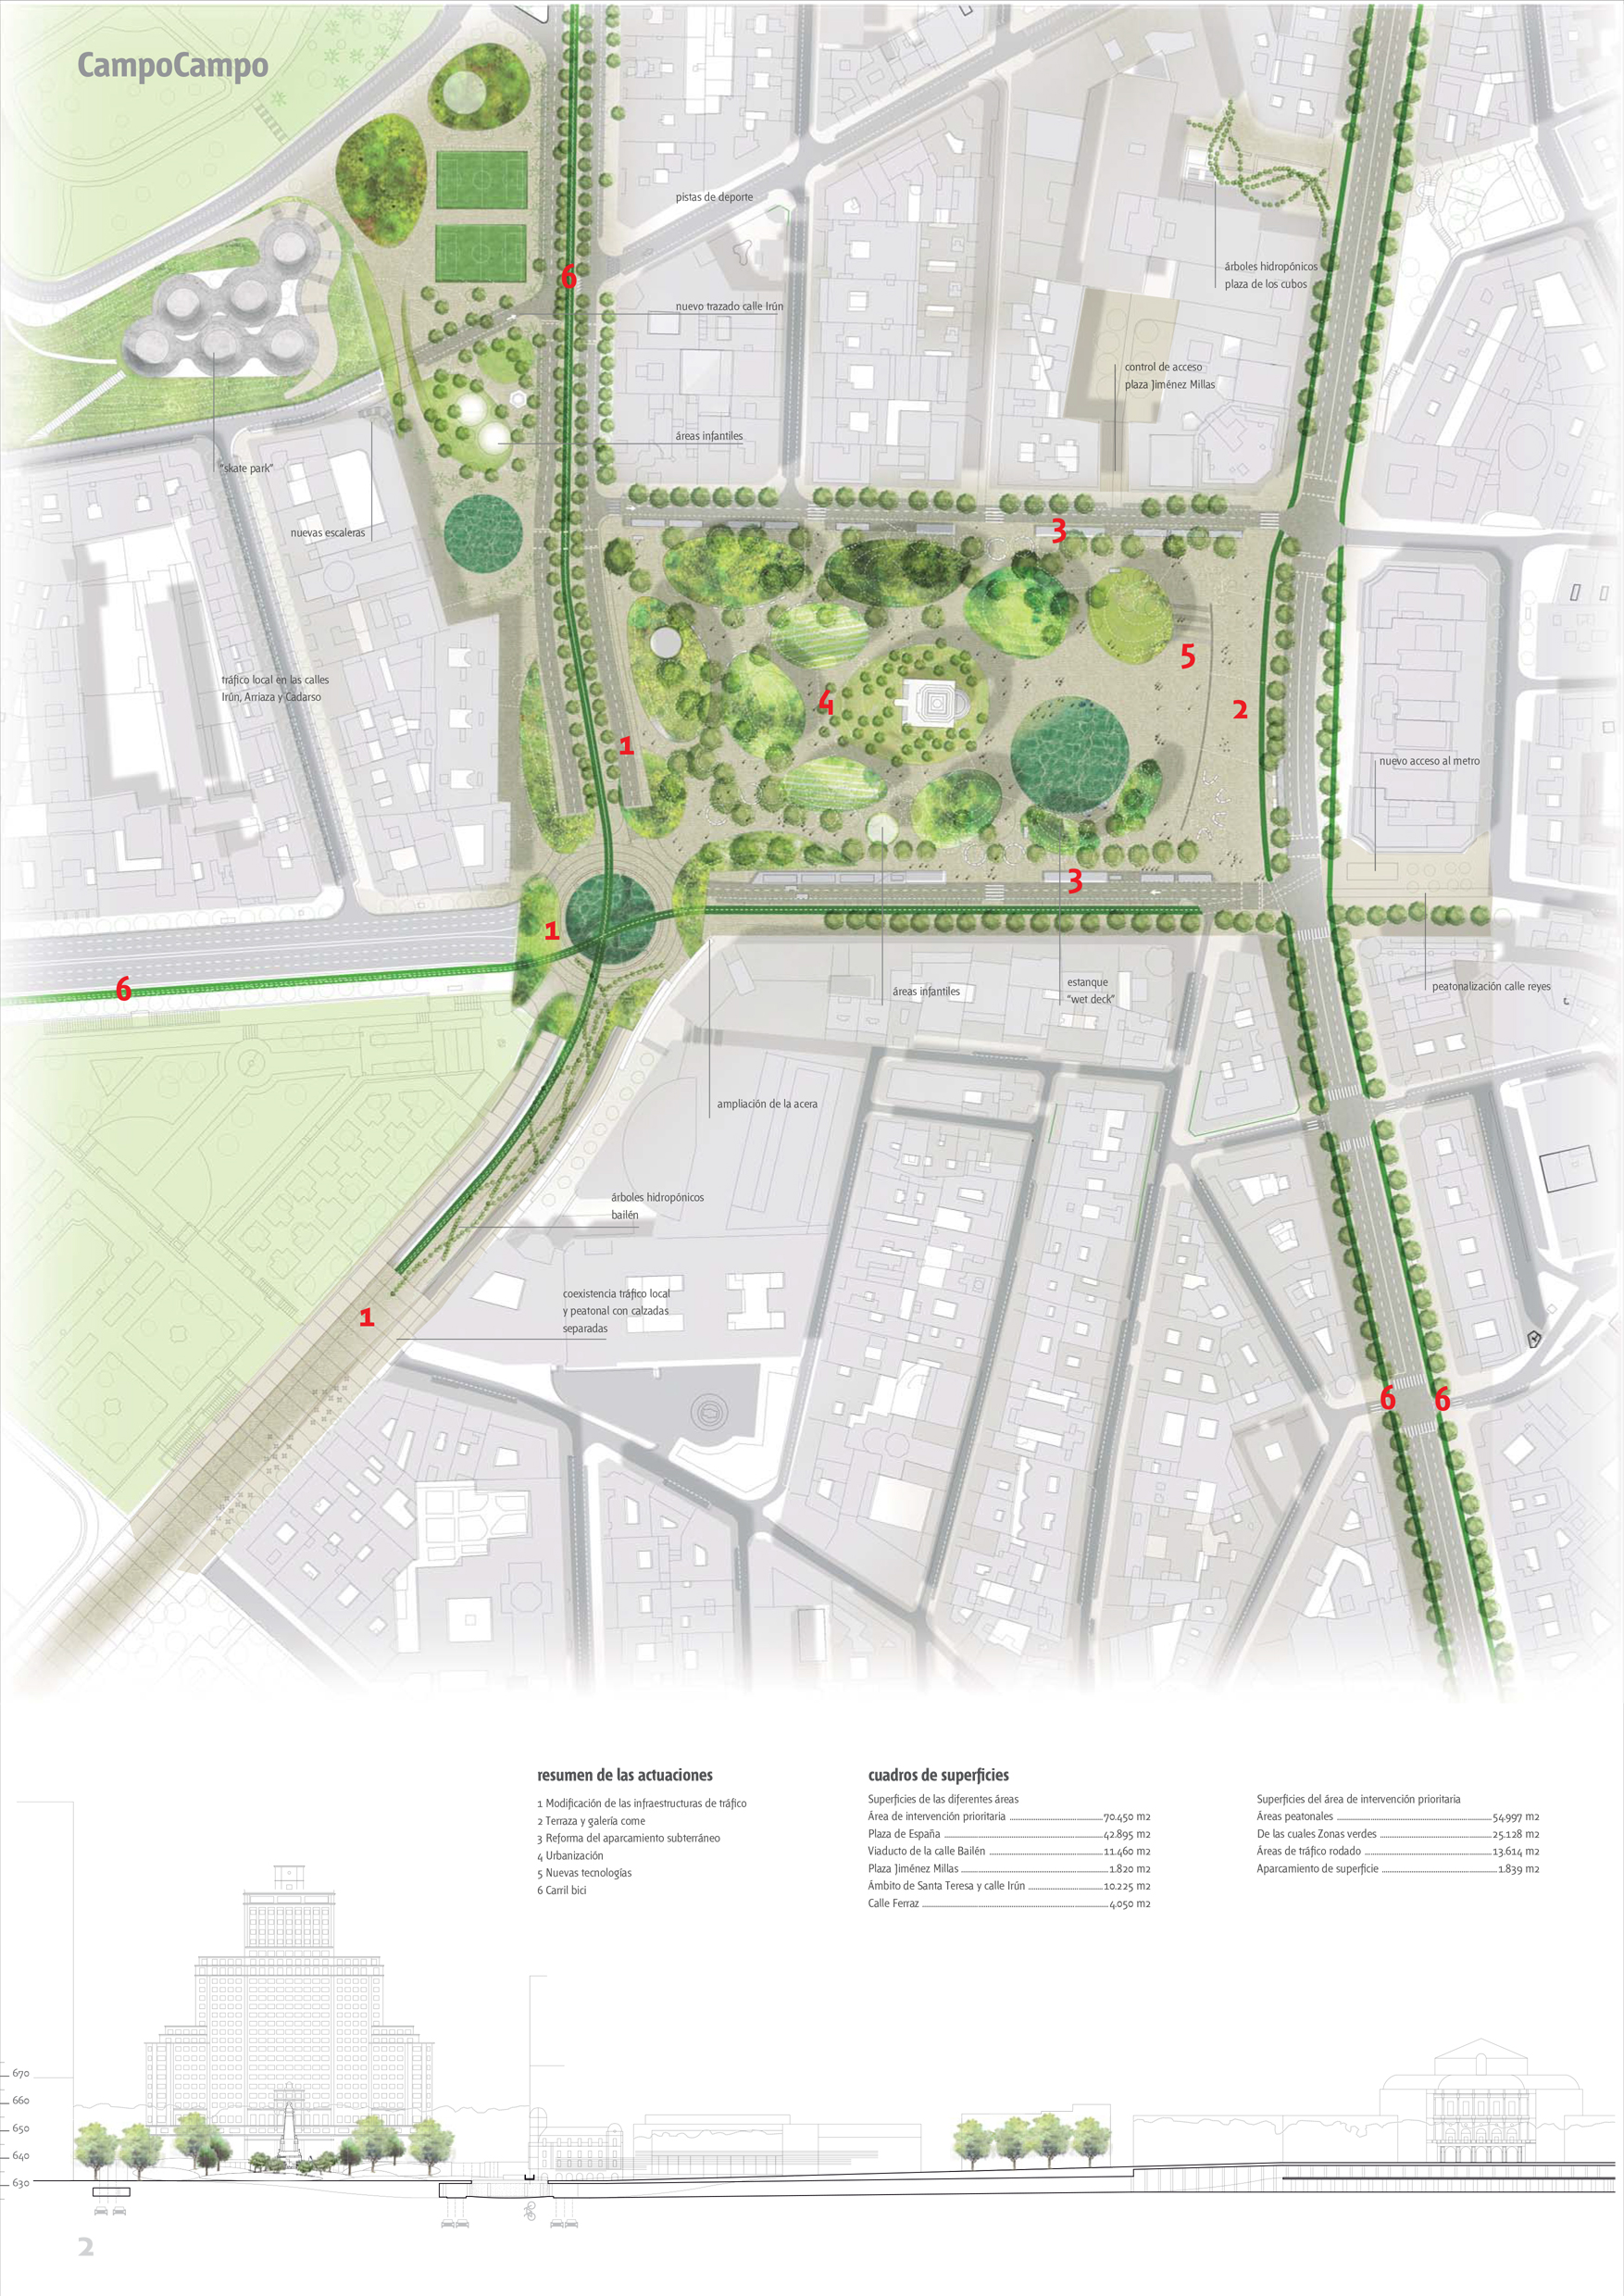 CampoCampo
6
pistas de deporte
árboles hidropónicos
plaza de los cubos
nuevo trazado calle Irún
control de acceso
plaza Jiménez Millas
áreas infantiles
"skate park"
nuevas escaleras
3
tráfico local en las calles
Irún, Arriaza y Cadarso
5
4
2
1
nuevo acceso al metro
3
1
6
áreas infantiles
estanque
"wet deck"
peatonalización calle reyes
ampliación de la acera
árboles hidropónicos
bailén
coexistencia tráfico local
y peatonal con calzadas
separadas
1
6
6
resumen de las actuaciones
1 Modificación de las infraestructuras de tráfico
2 Terraza y galería come
3 Reforma del aparcamiento subterráneo
4 Urbanización
5 Nuevas tecnologías
6 Carril bici
cuadros de superficies
Superficies de las diferentes áreas
Área de intervención prioritaria 70.450 m2
Plaza de España 42.895 m2
Viaducto de la calle Bailén 11.460 m2
Plaza Jiménez Millas 1.820 m2
Ámbito de Santa Teresa y calle Irún 10.225 m2
Calle Ferraz 4.050 m2
Superficies del área de intervención prioritaria
Áreas peatonales 54.997 m2
De las cuales Zonas verdes 25.128 m2
Áreas de tráfico rodado 13.614 m2
Aparcamiento de superficie 1.839 m2
670
660
650
640
630
2